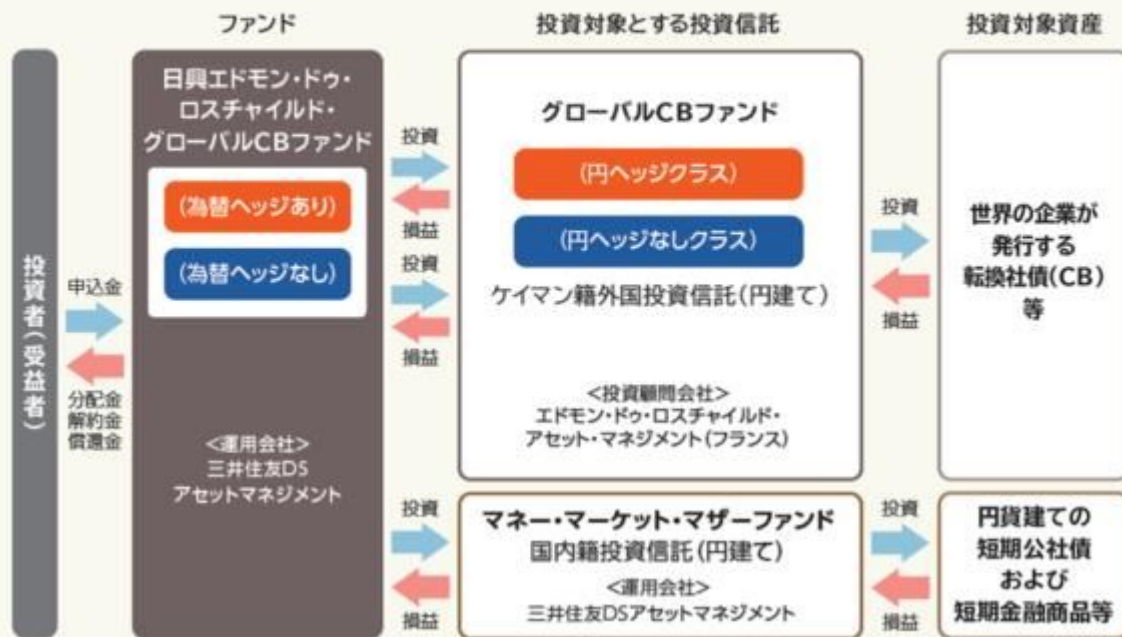 ファンド
投資対象とする投資信託
投資対象資産
投資者(受益者)
申込金
分配金
解約金
償還金
日興エドモン・ドゥ・
ロスチャイルド・
グローバルCBファンド
(為替ヘッジあり)
(為替ヘッジなし)
<運用会社>
三井住友DS
アセットマネジメント
投資
損益
投資
損益
グローバルCBファンド
(円ヘッジクラス)
(円ヘッジなしクラス)
ケイマン籍外国投資信託(円建て)
<投資顧問会社>
エドモン・ドゥ・ロスチャイルド・
アセット・マネジメント(フランス)
投資
損益
世界の企業が
発行する
転換社債(CB)
等
投資
損益
マネー・マーケット・マザーファンド
国内籍投資信託(円建て)
<運用会社>
三井住友DSアセットマネジメント
投資
損益
円貨建ての
短期公社債
および
短期金融商品等